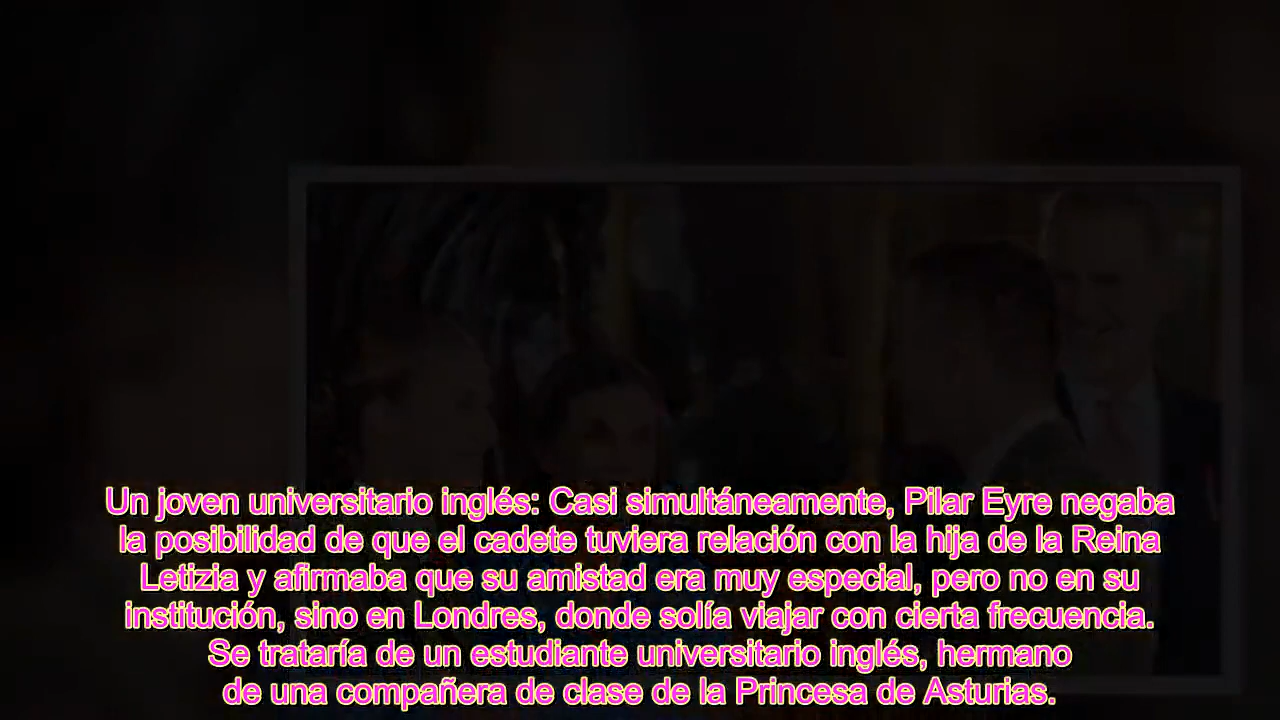 Un joven universitario inglés: Casi simultáneamente, Pilar Eyre negaba
la posibilidad de que el cadete tuviera relación con la hija de la Reina
Letizia y afirmaba que su amistad era muy especial, pero no en su
institución, sino en Londres, donde solía viajar con cierta frecuencia.
Se trataría de un estudiante universitario inglés, hermano
de una compañera de clase de la Princesa de Asturias.